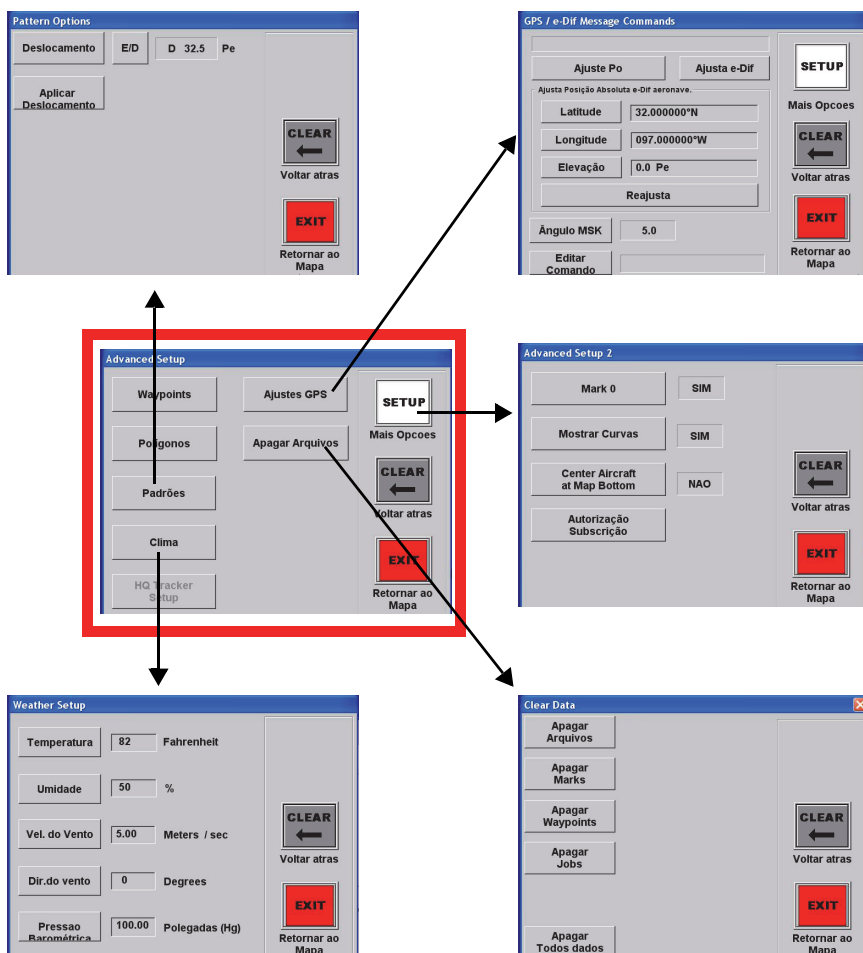 Pattern Options
Deslocamento E/D D 32.5 Pe
Aplicar
Deslocamento
CLEAR
Voltar atras
EXIT
Retornar ao
Mapa
GPS / e-Dif Message Commands
Ajuste Po Ajusta e-Dif
SETUP
Mais Opcoes
Ajusta Posição Absoluta e-Dif aeronave.
Latitude 32.000000°N
Longitude 097.000000°W
Elevação 0.0 Pe
Reajusta
CLEAR
Voltar atras
Ângulo MSK 5.0
Editar
Comando
EXIT
Retornar ao
Mapa
Advanced Setup
Waypoints Ajustes GPS
Polígonos Apagar Arquivos
Padrões
Clima
HQ Tracker
Setup
SETUP
Mais Opcoes
CLEAR
Voltar atras
EXIT
Retornar ao
Mapa
Advanced Setup 2
Mark 0 SIM
Mostrar Curvas SIM
Center Aircraft
at Map Bottom NAO
Autorização
Subscrição
CLEAR
Voltar atras
EXIT
Retornar ao
Mapa
Weather Setup
Temperatura 82 Fahrenheit
Umidade 50 %
Vel. do Vento 5.00 Meters / sec
Dir.do vento 0 Degrees
Pressao
Barométrica 100.00 Polegadas (Hg)
CLEAR
Voltar atras
EXIT
Retornar ao
Mapa
Clear Data
Apagar
Arquivos
Apagar
Marks
Apagar
Waypoints
Apagar
Jobs
Apagar
Todos dados
CLEAR
Voltar atras
EXIT
Retornar ao
Mapa